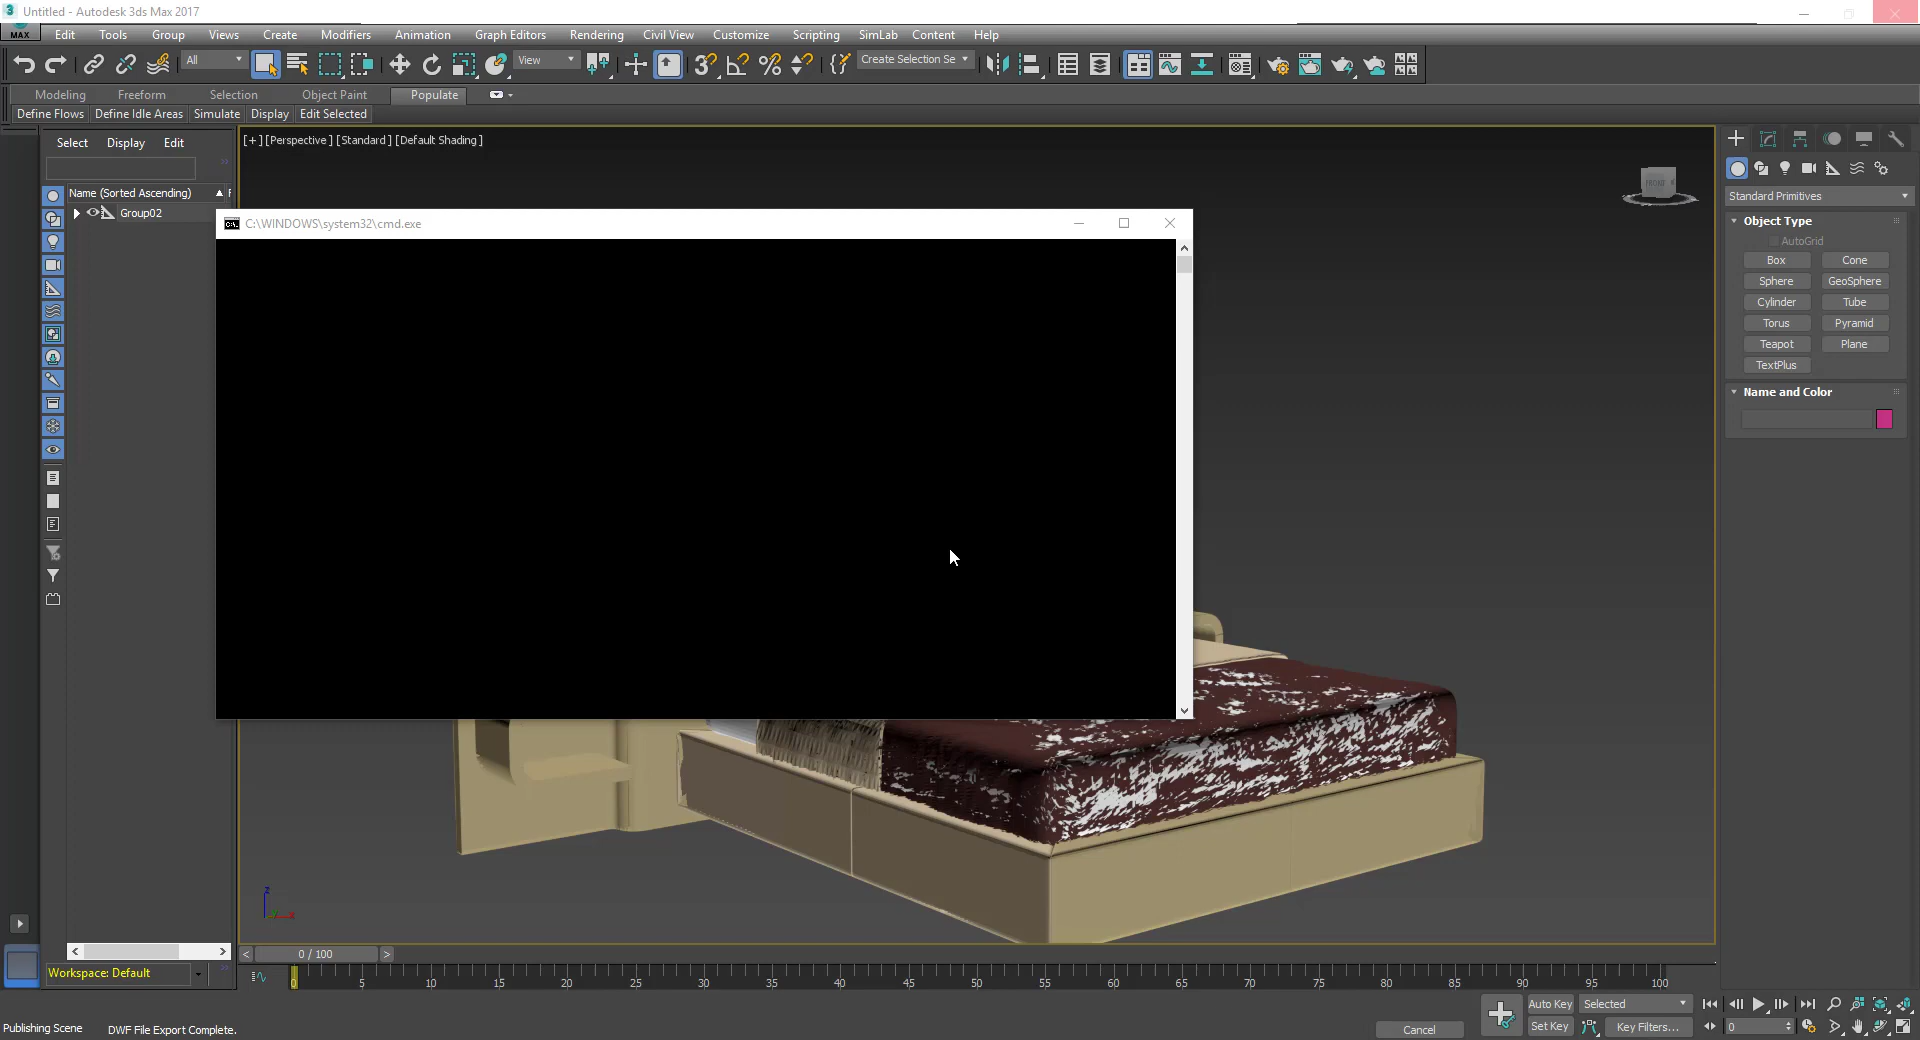 Untitled - Autodesk 3ds Max 2017
MAX Edit Tools Group Views Create Modifiers Animation Graph Editors Rendering Civil View Customize Scripting SimLab Content Help
All View Create Selection Se
Modeling Freeform Selection Object Paint Populate
Define Flows Define Idle Areas Simulate Display Edit Selected
Select Display Edit
[+] [Perspective] [Standard] [Default Shading]
FRONT
Name (Sorted Ascending)
Group02
C:\WINDOWS\system32\cmd.exe
Standard Primitives
Object Type
AutoGrid
Box Cone
Sphere GeoSphere
Cylinder Tube
Torus Pyramid
Teapot Plane
TextPlus
Name and Color
z
x
< 0 / 100 >
Workspace: Default
0 5 10 15 20 25 30 35 40 45 50 55 60 65 70 75 80 85 90 95 100
Auto Key Selected
Set Key Key Filters... 0
Publishing Scene DWF File Export Complete. Cancel